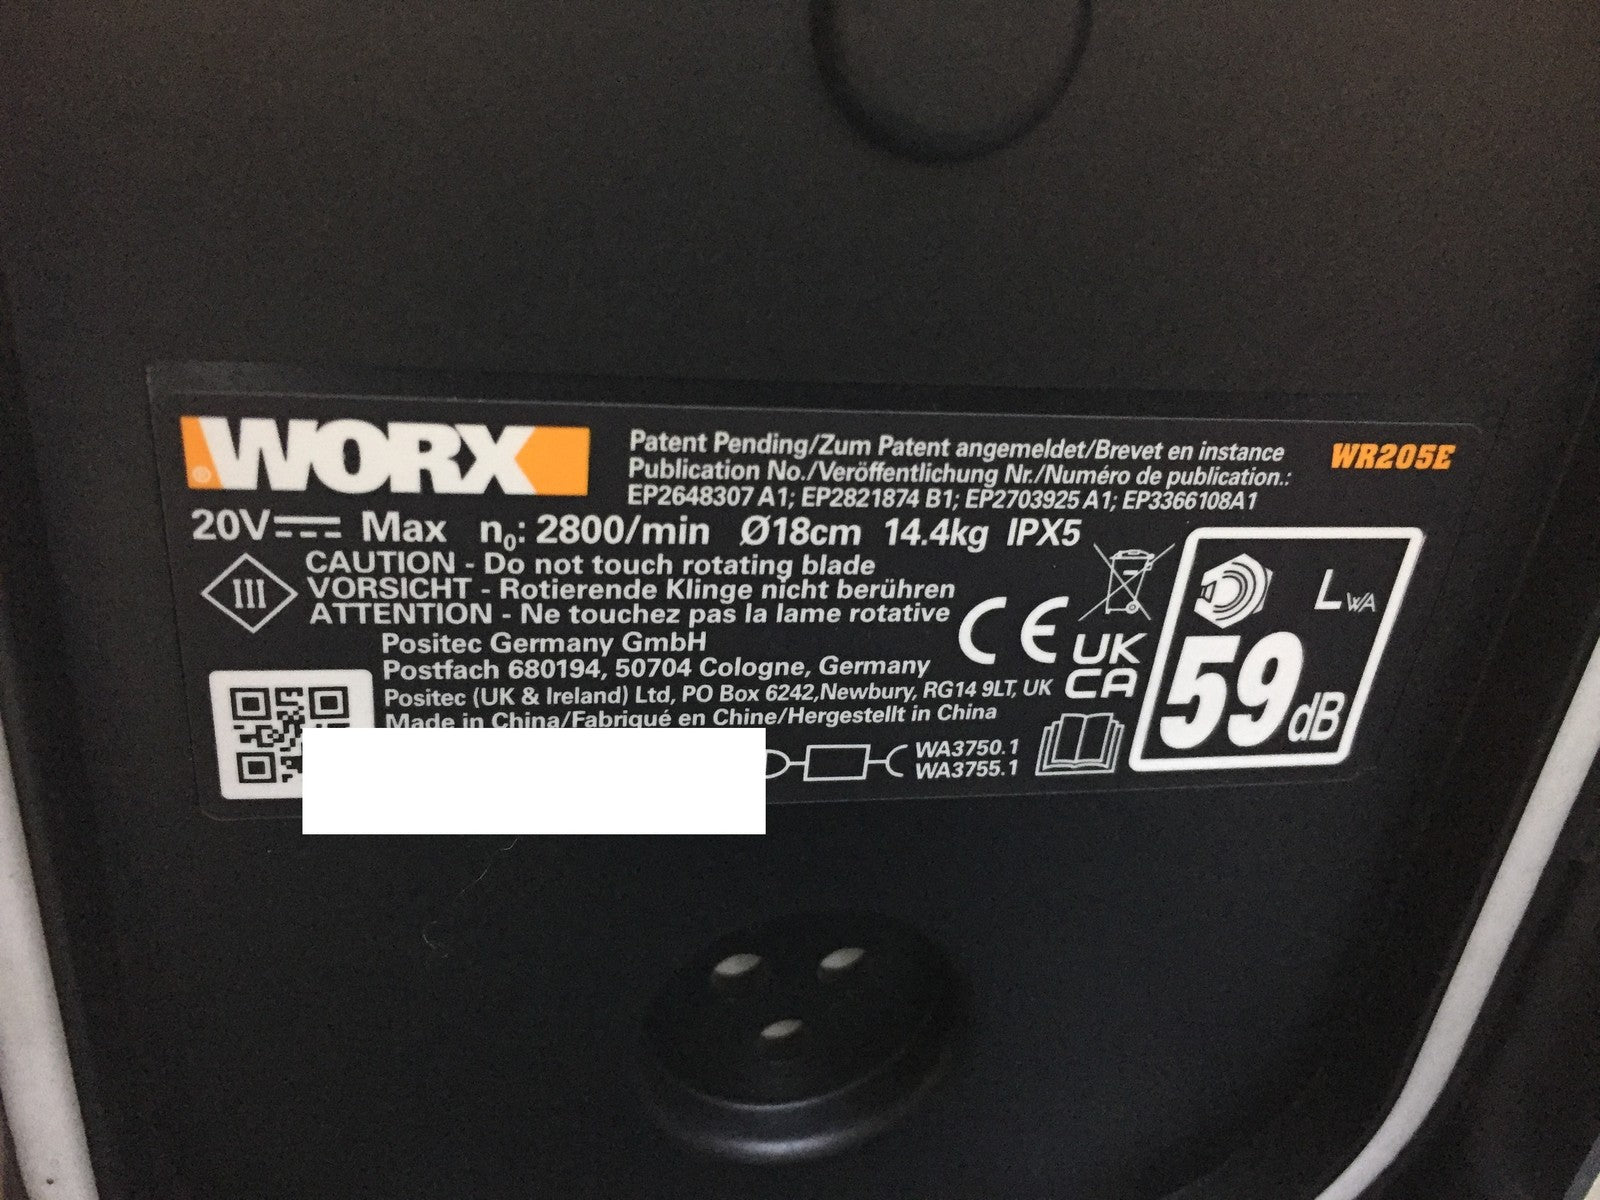 WORX
Patent Pending/Zum Patent angemeldet/Brevet en instance
WR205E
Publication No./Veröffentlichung Nr./Numéro de publication.:
EP2648307 A1; EP2821874 B1; EP2703925 A1; EP3366108A1
20V Max n0: 2800/min Ø18cm 14.4kg IPX5
CAUTION - Do not touch rotating blade
VORSICHT - Rotierende Klinge nicht berühren
ATTENTION - Ne touchez pas la lame rotative
III
Positec Germany GmbH
Postfach 680194, 50704 Cologne, Germany
Positec (UK & Ireland) Ltd, PO Box 6242,Newbury, RG14 9LT, UK
Made in China/Fabriqué en Chine/Hergestellt in China
CE
UK
CA
WA3750.1
WA3755.1
LWA
59dB